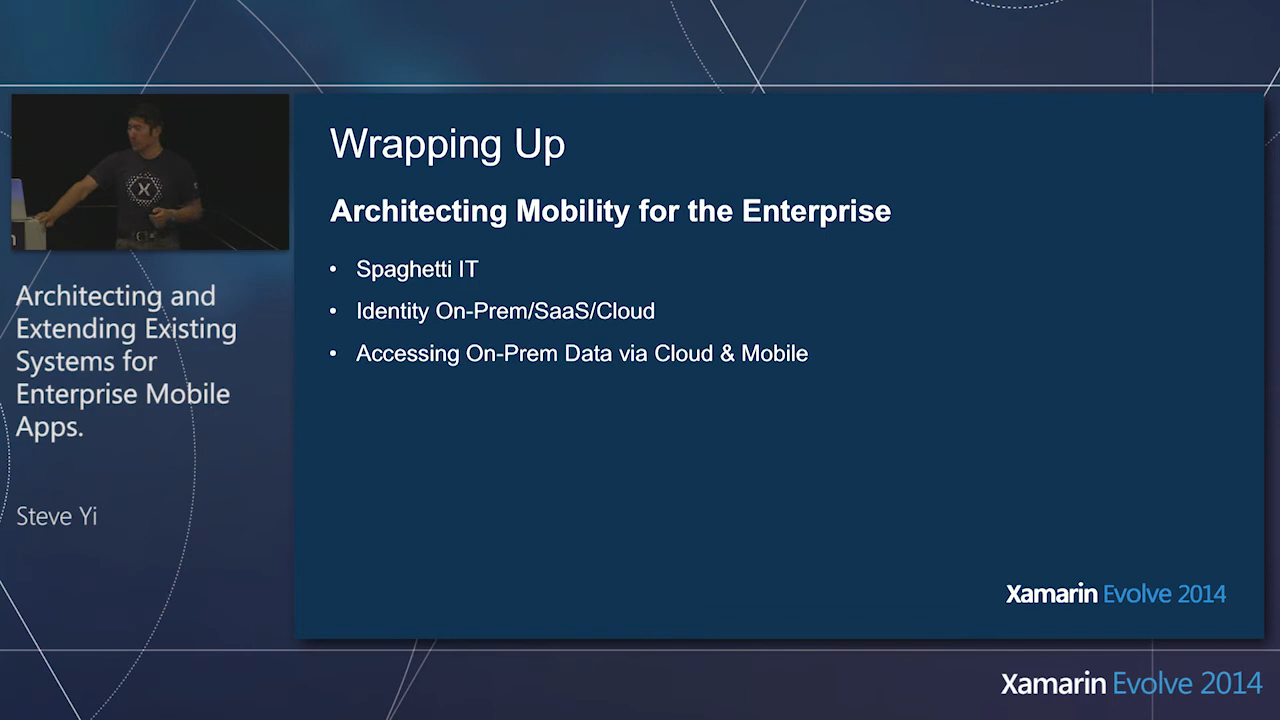 Wrapping Up
Architecting Mobility for the Enterprise
• Spaghetti IT
• Identity On-Prem/SaaS/Cloud
• Accessing On-Prem Data via Cloud & Mobile
Xamarin Evolve 2014
Architecting and
Extending Existing
Systems for
Enterprise Mobile
Apps.
Steve Yi
Xamarin Evolve 2014